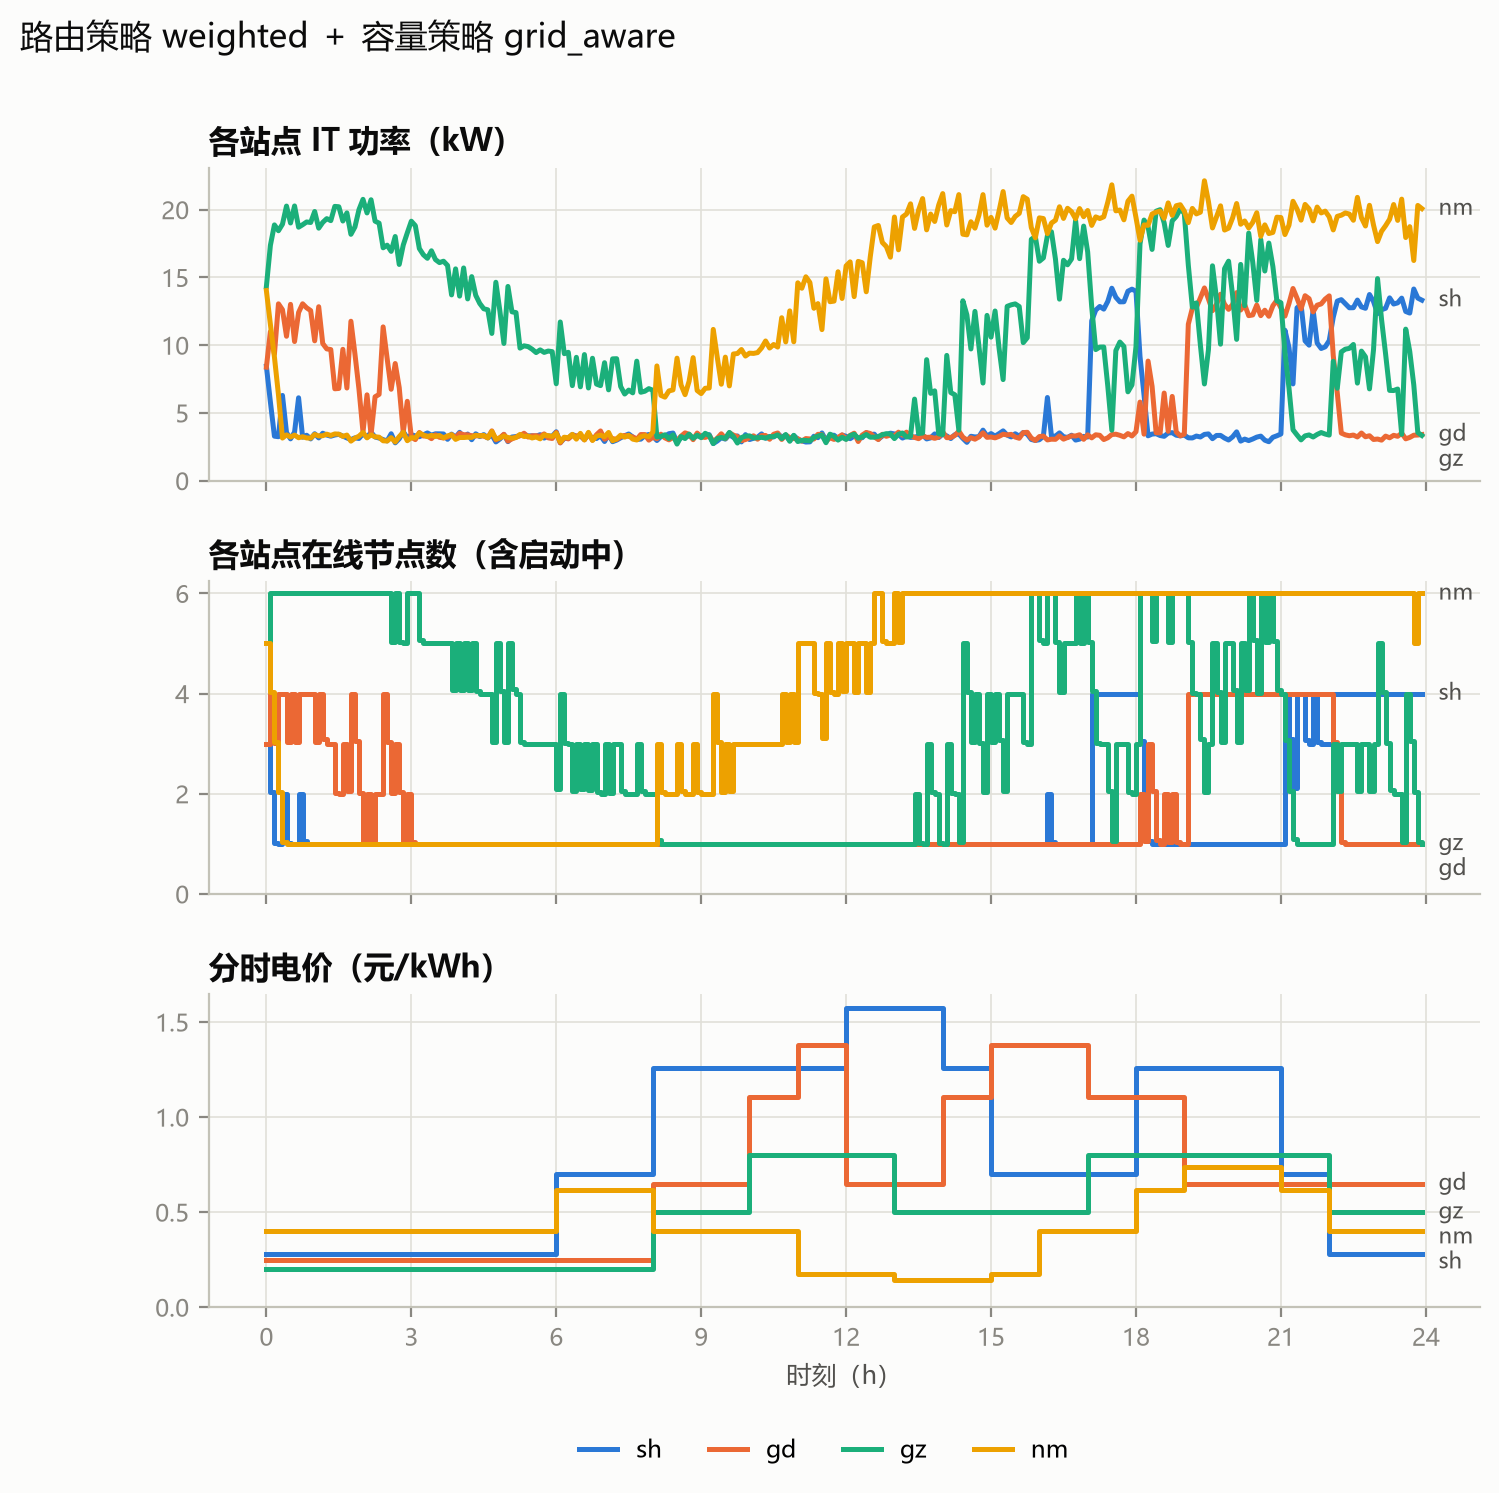 路由策略 weighted + 容量策略 grid_aware
各站点 IT 功率（kW）
20
15
10
5
0
nm
sh
gd
gz
各站点在线节点数（含启动中）
6
4
2
0
nm
sh
gz
gd
分时电价（元/kWh）
1.5
1.0
0.5
0.0
gd
gz
nm
sh
0 3 6 9 12 15 18 21 24
时刻（h）
sh gd gz nm